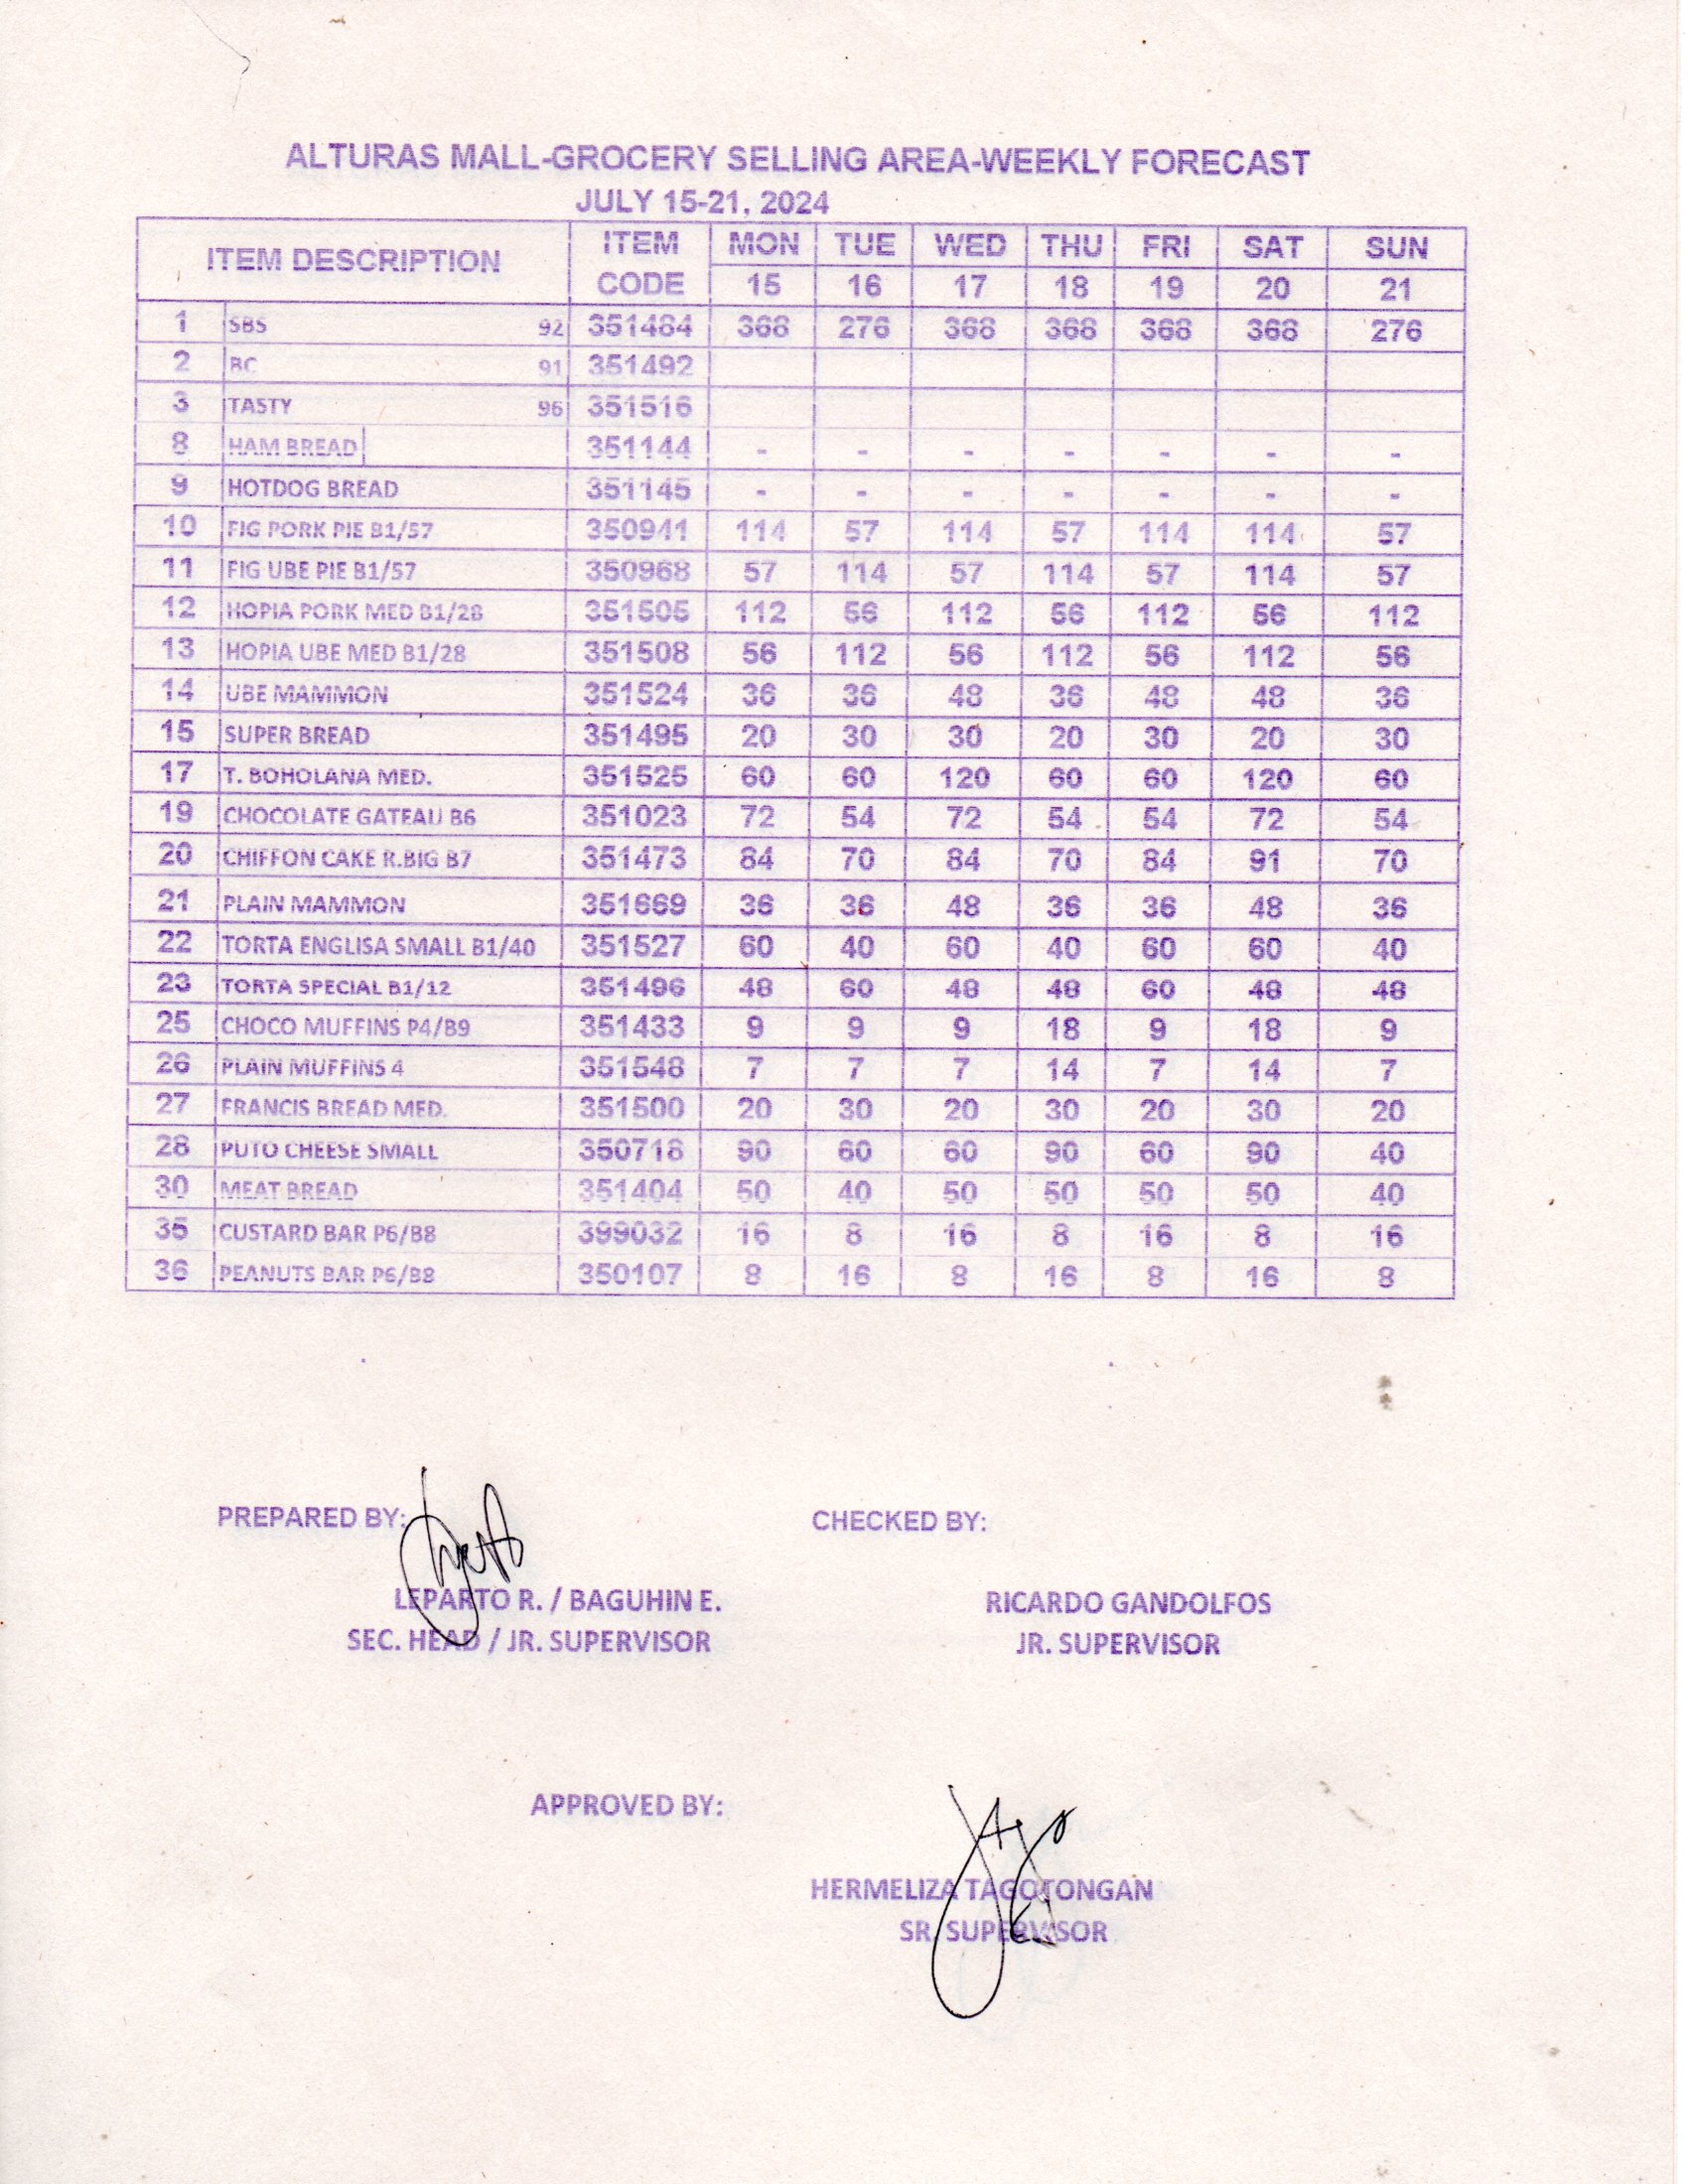 ALTURAS MALL-GROCERY SELLING AREA-WEEKLY FORECAST
JULY 15-21, 2024
ITEM DESCRIPTION ITEM CODE MON TUE WED THU FRI SAT SUN
15 16 17 18 19 20 21
1 SBS 92 351484 368 276 368 368 368 368 276
2 BC 91 351492
3 TASTY 96 351516
8 HAM BREAD 351144 - - - - - - -
9 HOTDOG BREAD 351145 - - - - - - -
10 FIG PORK PIE B1/57 350941 114 57 114 57 114 114 57
11 FIG UBE PIE B1/57 350968 57 114 57 114 57 114 57
12 HOPIA PORK MED B1/28 351505 112 56 112 56 112 56 112
13 HOPIA UBE MED B1/28 351508 56 112 56 112 56 112 56
14 UBE MAMMON 351524 36 36 48 36 48 48 36
15 SUPER BREAD 351495 20 30 30 20 30 20 30
17 T. BOHOLANA MED. 351525 60 60 120 60 60 120 60
19 CHOCOLATE GATEAU B6 351023 72 54 72 54 54 72 54
20 CHIFFON CAKE R.BIG B7 351473 84 70 84 70 84 91 70
21 PLAIN MAMMON 351669 36 36 48 36 36 48 36
22 TORTA ENGLISA SMALL B1/40 351527 60 40 60 40 60 60 40
23 TORTA SPECIAL B1/12 351496 48 60 48 48 60 48 48
25 CHOCO MUFFINS P4/B9 351433 9 9 9 18 9 18 9
26 PLAIN MUFFINS 4 351548 7 7 7 14 7 14 7
27 FRANCIS BREAD MED. 351500 20 30 20 30 20 30 20
28 PUTO CHEESE SMALL 350718 90 60 60 90 60 90 40
30 MEAT BREAD 351404 50 40 50 50 50 50 40
35 CUSTARD BAR P6/B8 399032 16 8 16 8 16 8 16
36 PEANUTS BAR P6/B8 350107 8 16 8 16 8 16 8
PREPARED BY: CHECKED BY:
LEPARTO R. / BAGUHIN E. RICARDO GANDOLFOS
SEC. HEAD / JR. SUPERVISOR JR. SUPERVISOR
APPROVED BY:
HERMELIZA TAGOTONGAN
SR. SUPERVISOR